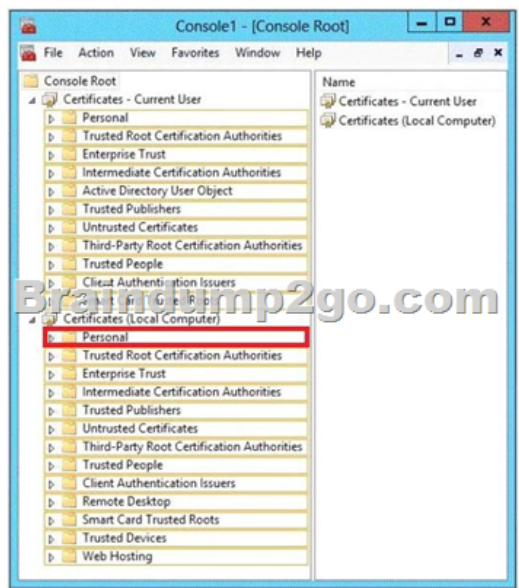 Console1 - [Console Root]
File Action View Favorites Window Help
Console Root
Certificates - Current User
Personal
Trusted Root Certification Authorities
Enterprise Trust
Intermediate Certification Authorities
Active Directory User Object
Trusted Publishers
Untrusted Certificates
Third-Party Root Certification Authorities
Trusted People
Client Authentication Issuers
Smart Card Trusted Roots
Certificates (Local Computer)
Personal
Trusted Root Certification Authorities
Enterprise Trust
Intermediate Certification Authorities
Trusted Publishers
Untrusted Certificates
Third-Party Root Certification Authorities
Trusted People
Client Authentication Issuers
Remote Desktop
Smart Card Trusted Roots
Trusted Devices
Web Hosting
Name
Certificates - Current User
Certificates (Local Computer)
Braindump2go.com